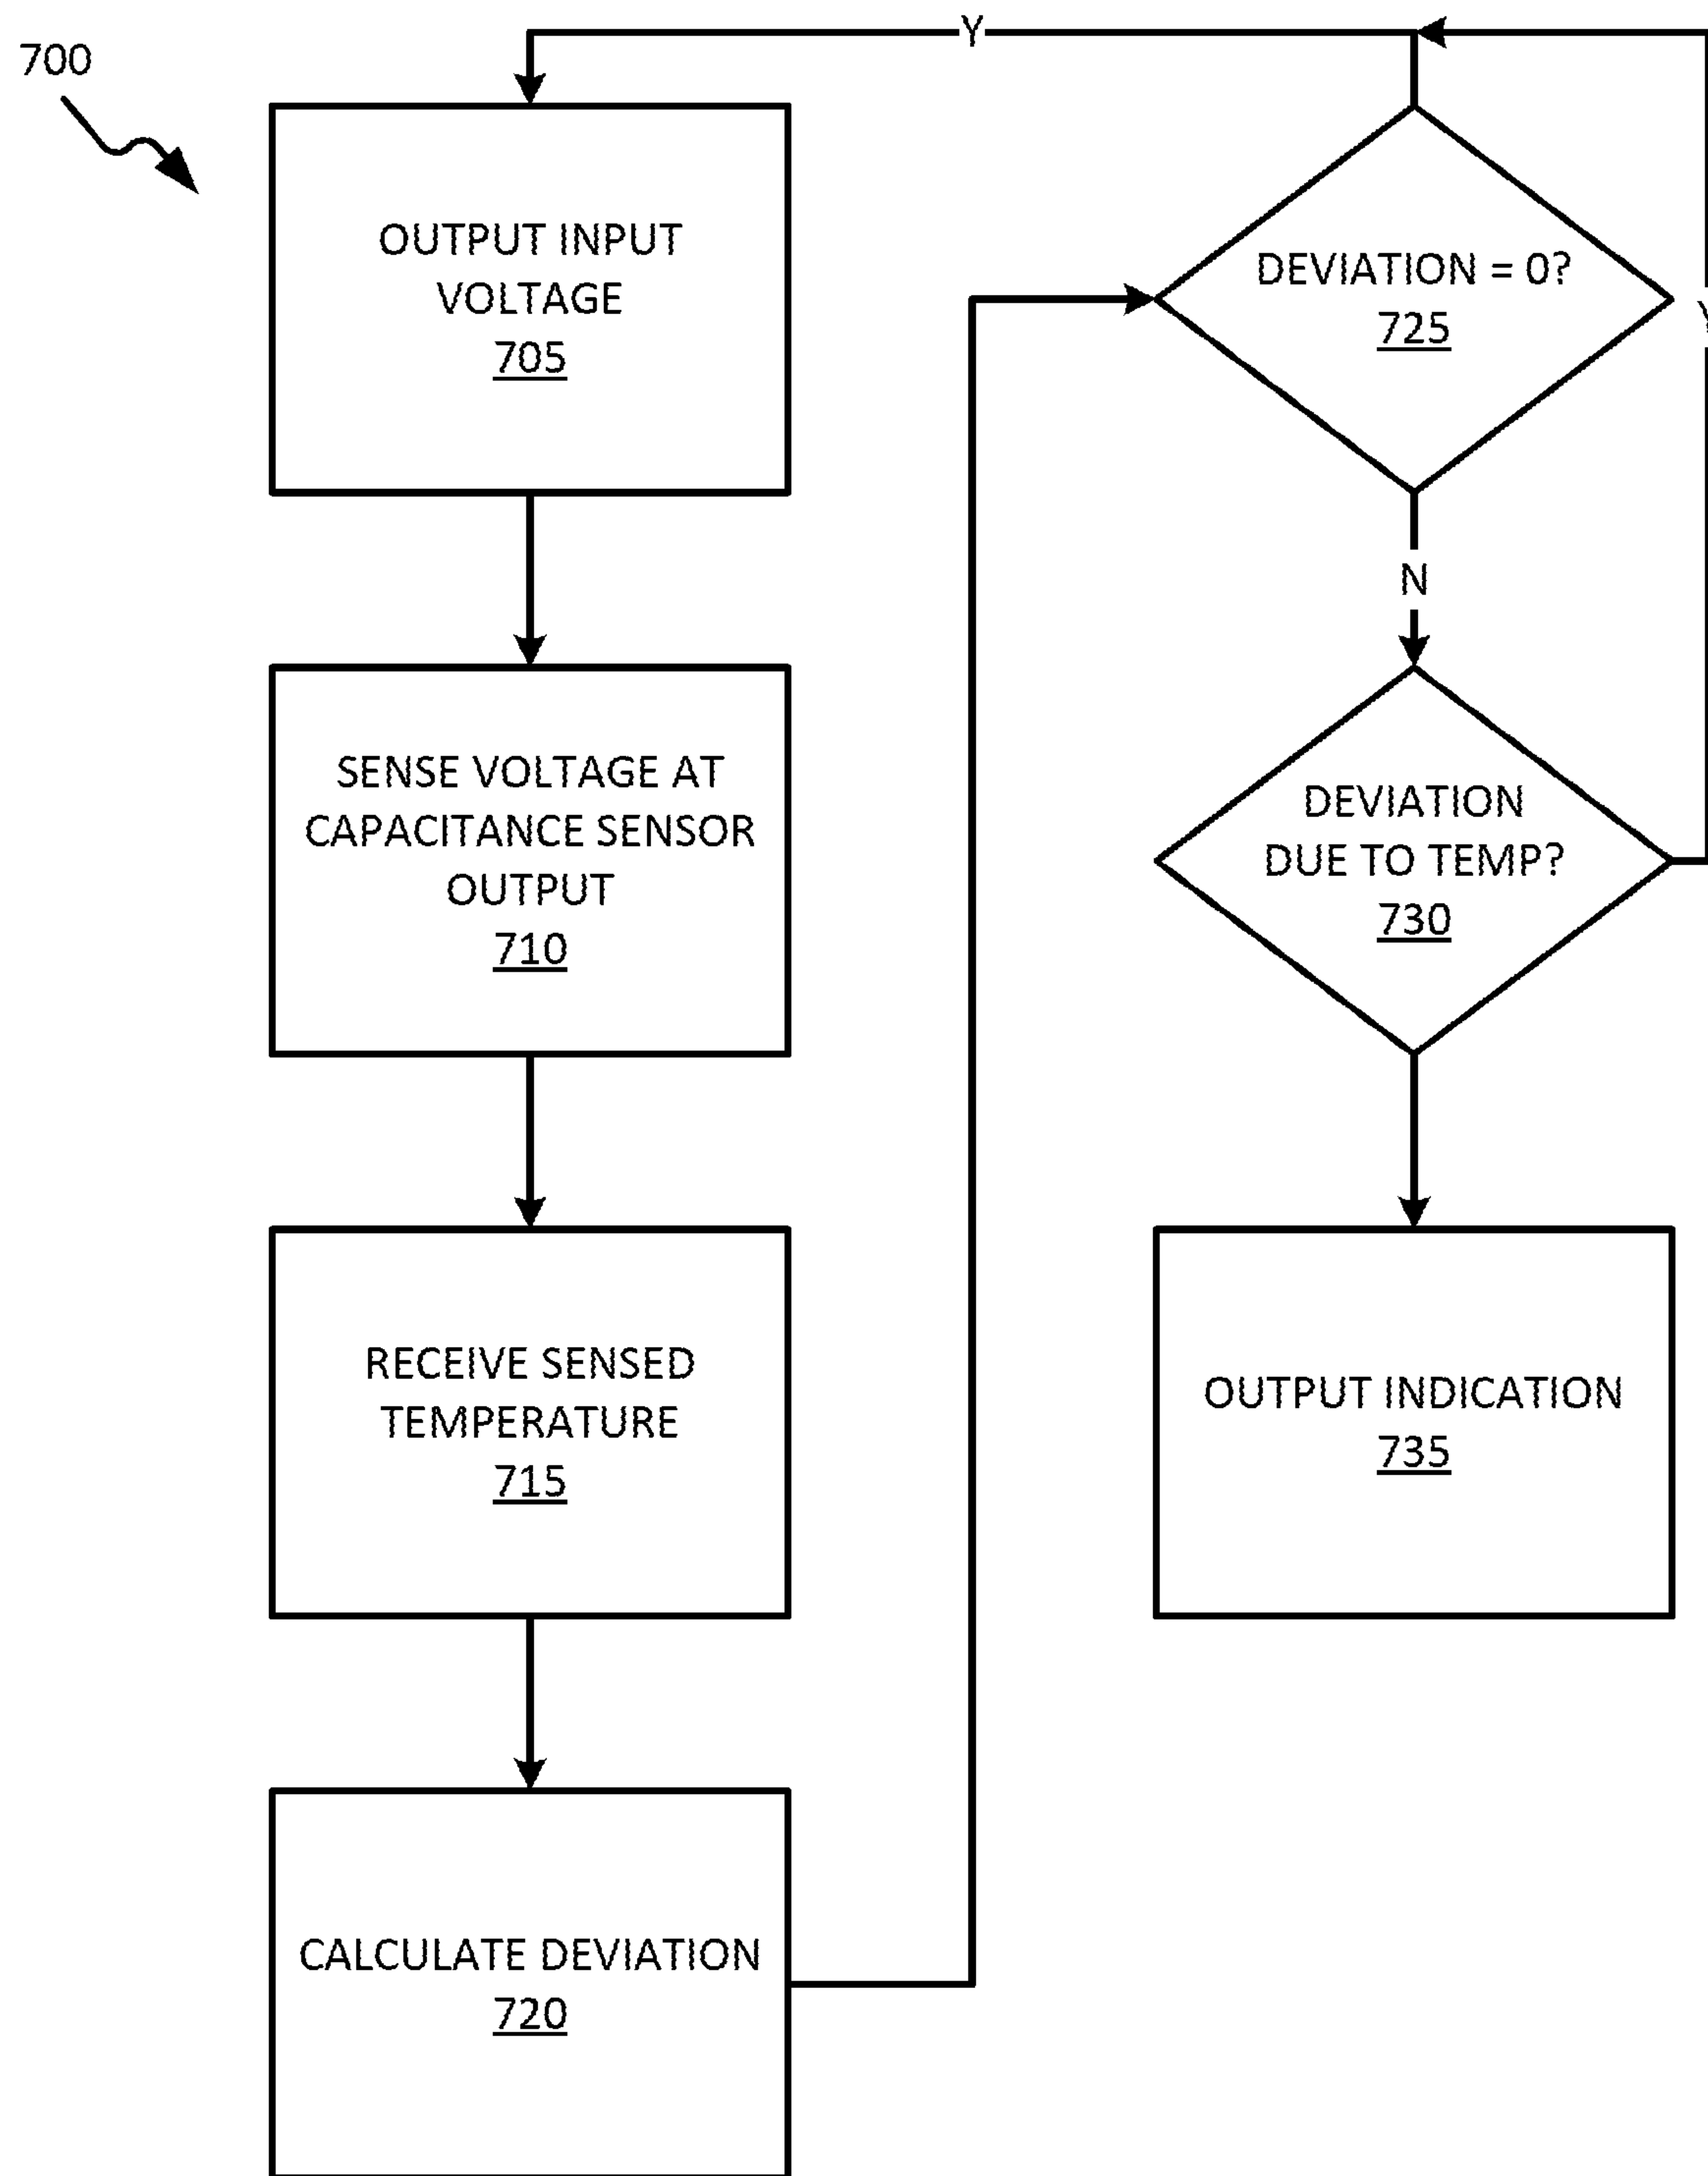 700
Y
OUTPUT INPUT
VOLTAGE
705
SENSE VOLTAGE AT
CAPACITANCE SENSOR
OUTPUT
710
RECEIVE SENSED
TEMPERATURE
715
CALCULATE DEVIATION
720
DEVIATION = 0?
725
Y
N
DEVIATION
DUE TO TEMP?
730
OUTPUT INDICATION
735